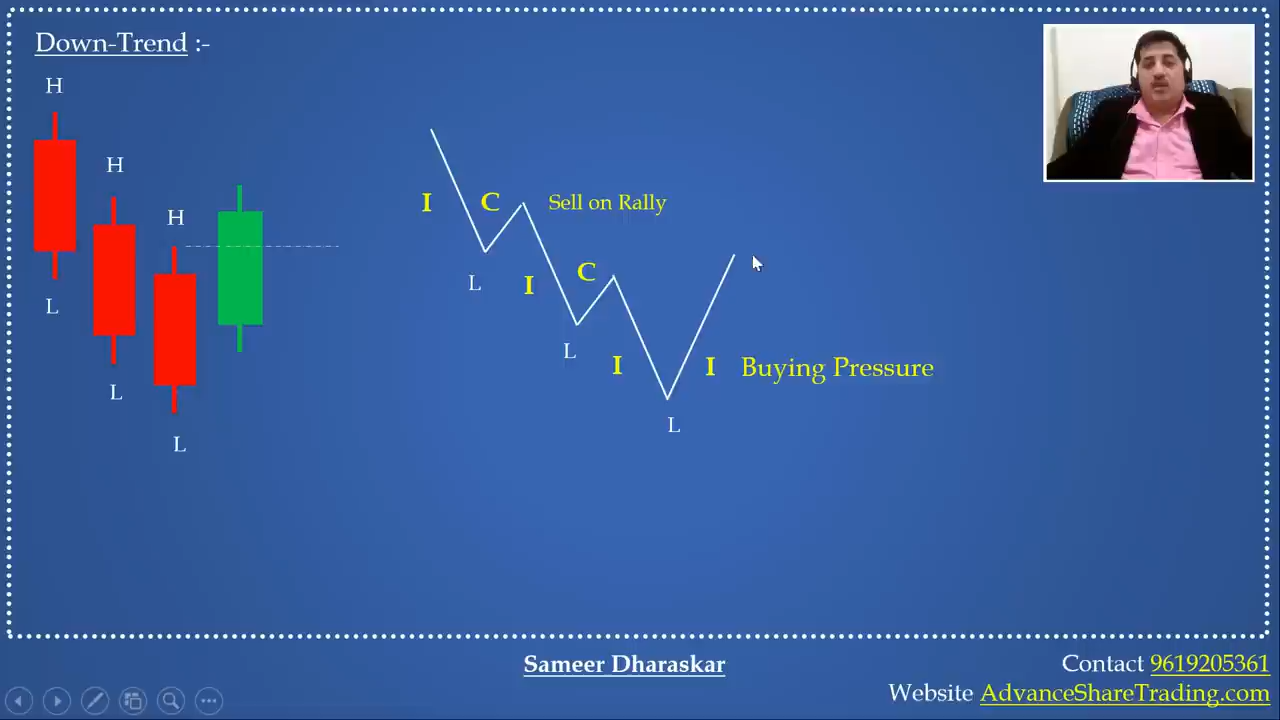 Down-Trend :-
H
H
H
L
L
L
I
C
Sell on Rally
L
I
C
L
I
I
Buying Pressure
L
Sameer Dharaskar
Contact 9619205361
Website AdvanceShareTrading.com